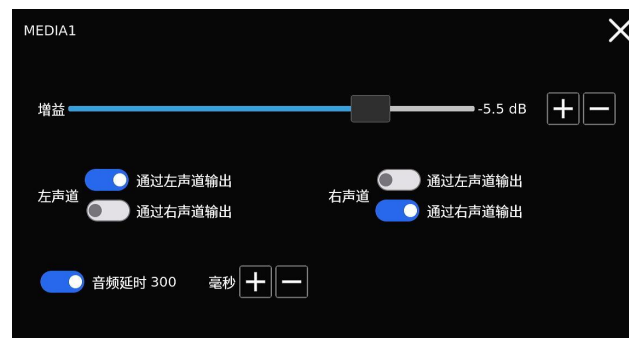 MEDIA1
增益 -5.5 dB
左声道 通过左声道输出
通过右声道输出
右声道 通过左声道输出
通过右声道输出
音频延时 300 毫秒